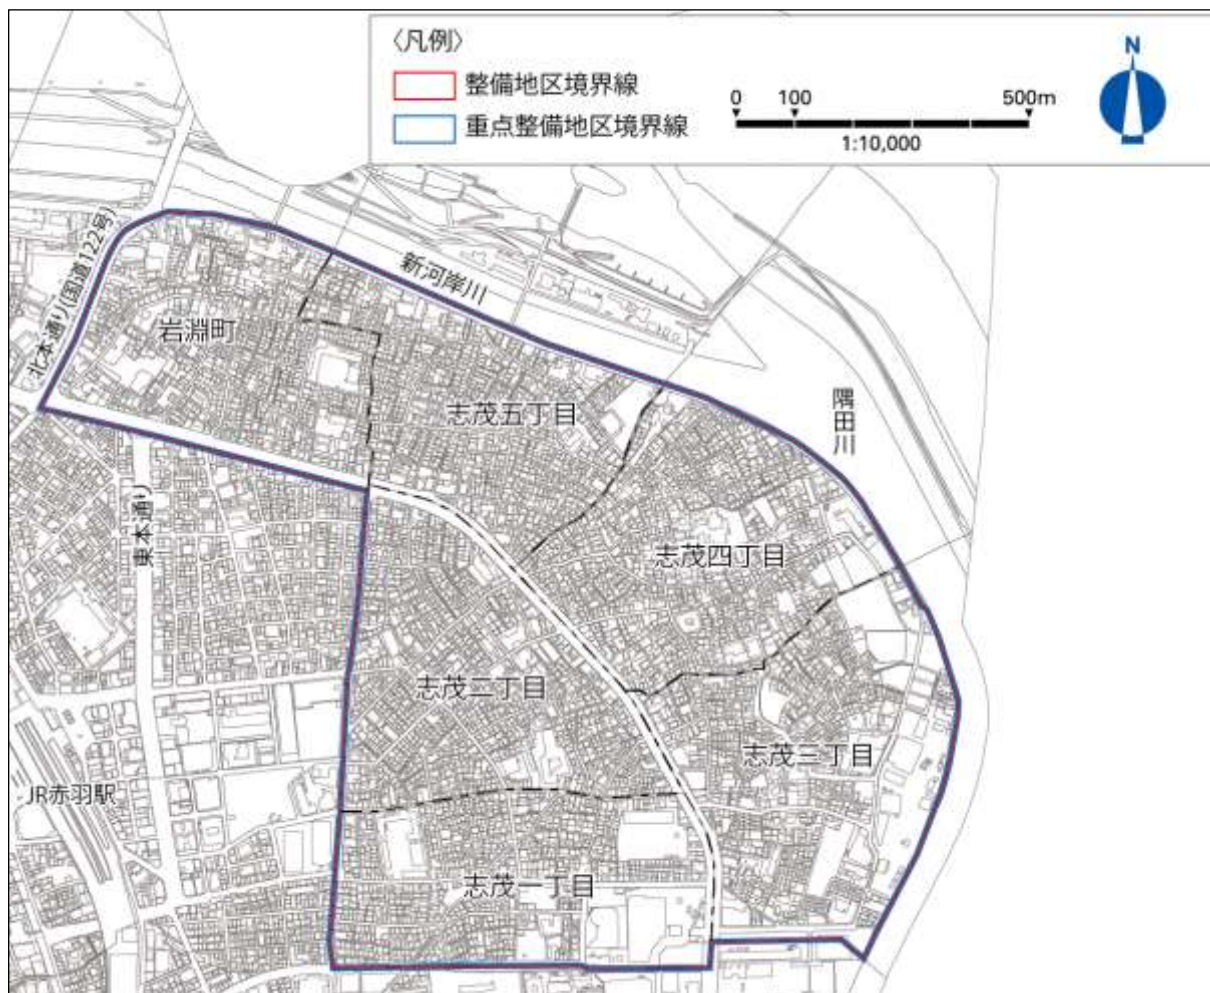 〈凡例〉
整備地区境界線
重点整備地区境界線
0 100 500m
1:10,000
N
北本通り(国道122号)
新河岸川
岩淵町
志茂五丁目
隅田川
東本通り
志茂四丁目
志茂二丁目
志茂三丁目
JR赤羽駅
志茂一丁目